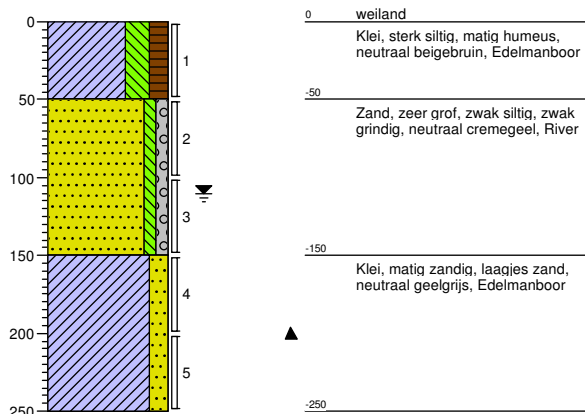 0
50
100
150
200
250
1
2
3
4
5
0 weiland
Klei, sterk siltig, matig humeus,
neutraal beigebruin, Edelmanboor
-50
Zand, zeer grof, zwak siltig, zwak
grindig, neutraal cremegeel, River
-150
Klei, matig zandig, laagjes zand,
neutraal geelgrijs, Edelmanboor
-250